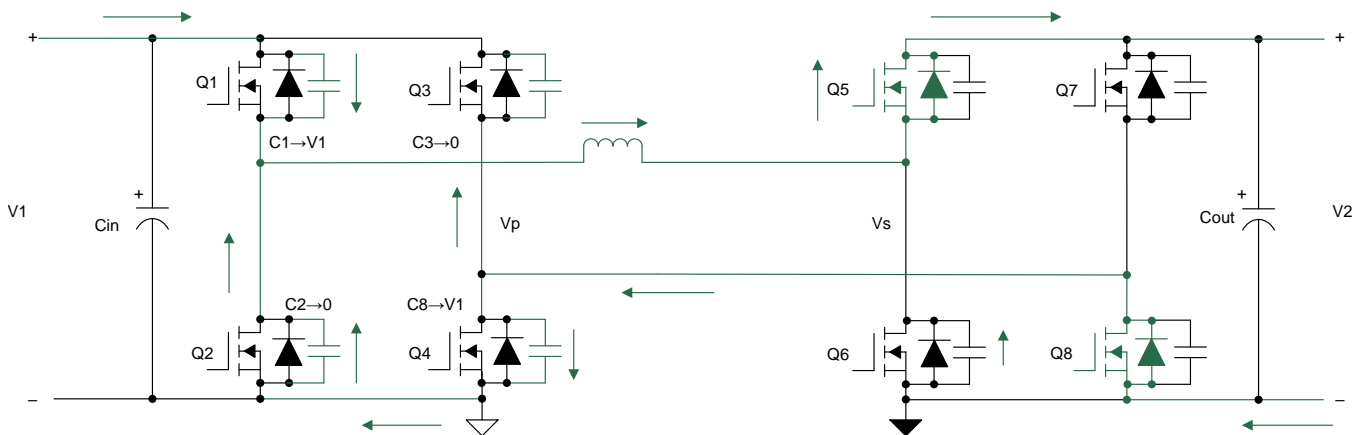 +
+
+
Q1
Q3
Q5
Q7
C1→V1
C3→0
+
+
V1
Cin
Vp
Vs
Cout
V2
C2→0
C8→V1
Q2
Q4
Q6
Q8
–
–